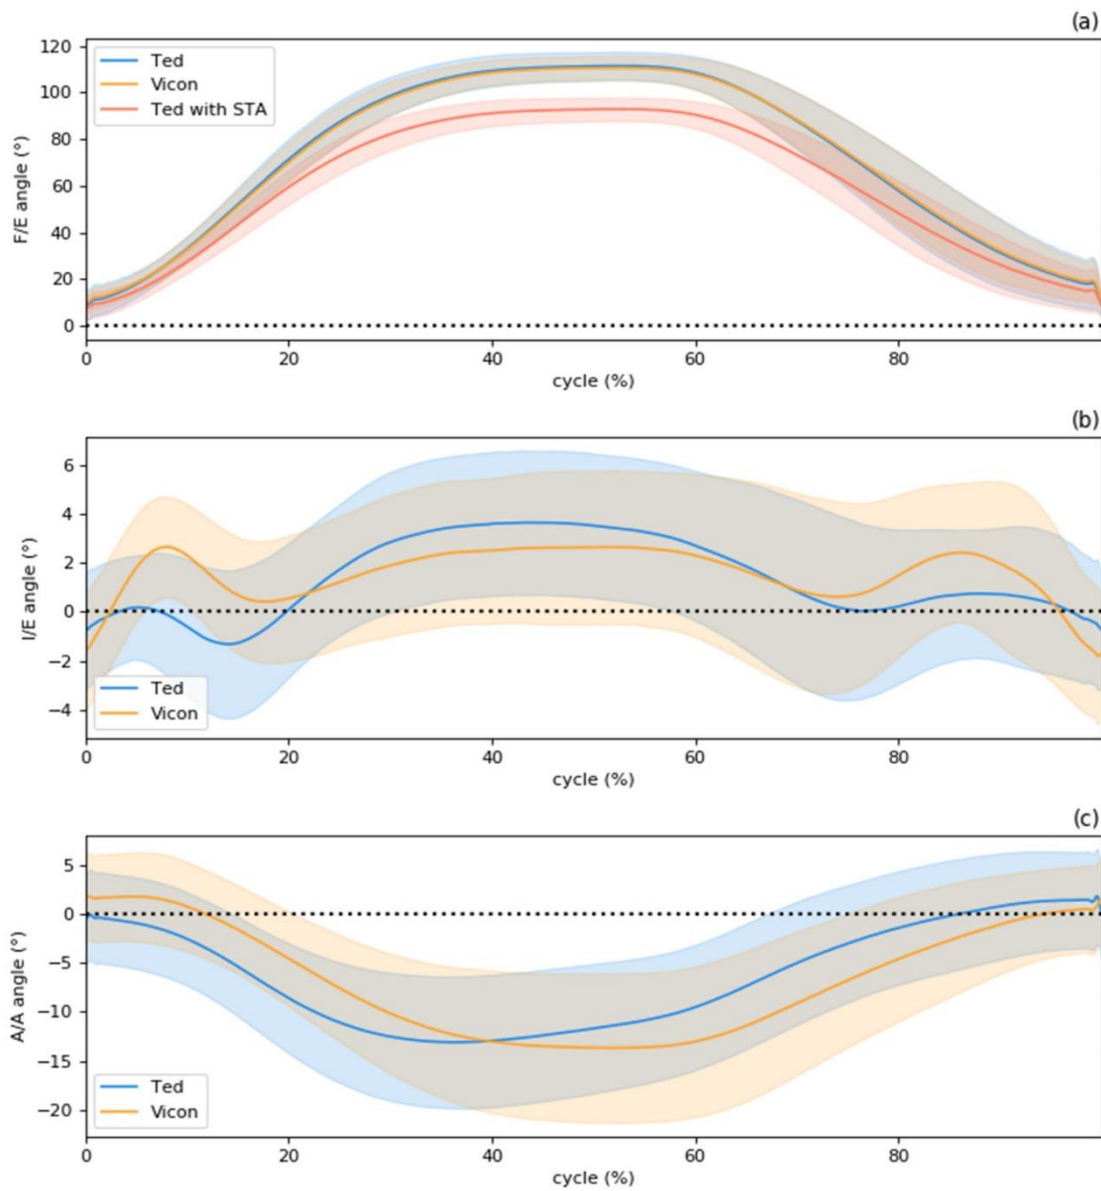 (a)
120
100
80
60
40
20
0
F/E angle (°)
Ted
Vicon
Ted with STA
0 20 40 60 80
cycle (%)
(b)
6
4
2
0
−2
−4
I/E angle (°)
Ted
Vicon
0 20 40 60 80
cycle (%)
(c)
5
0
−5
−10
−15
−20
A/A angle (°)
Ted
Vicon
0 20 40 60 80
cycle (%)